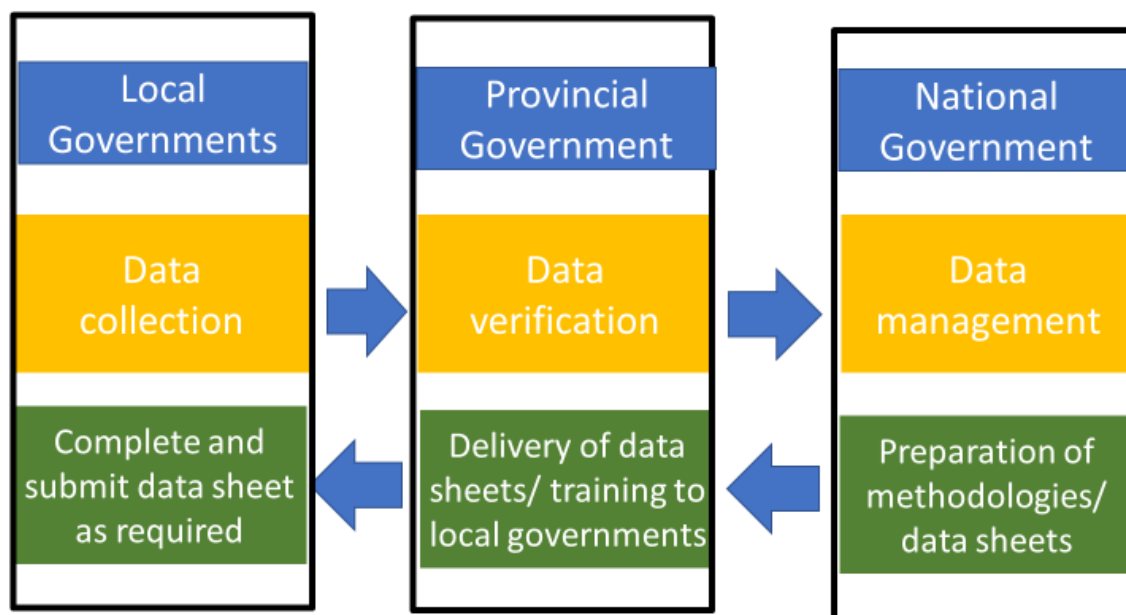 Local
Governments
Data
collection
Complete and
submit data sheet
as required
Provincial
Government
Data
verification
Delivery of data
sheets/ training to
local governments
National
Government
Data
management
Preparation of
methodologies/
data sheets